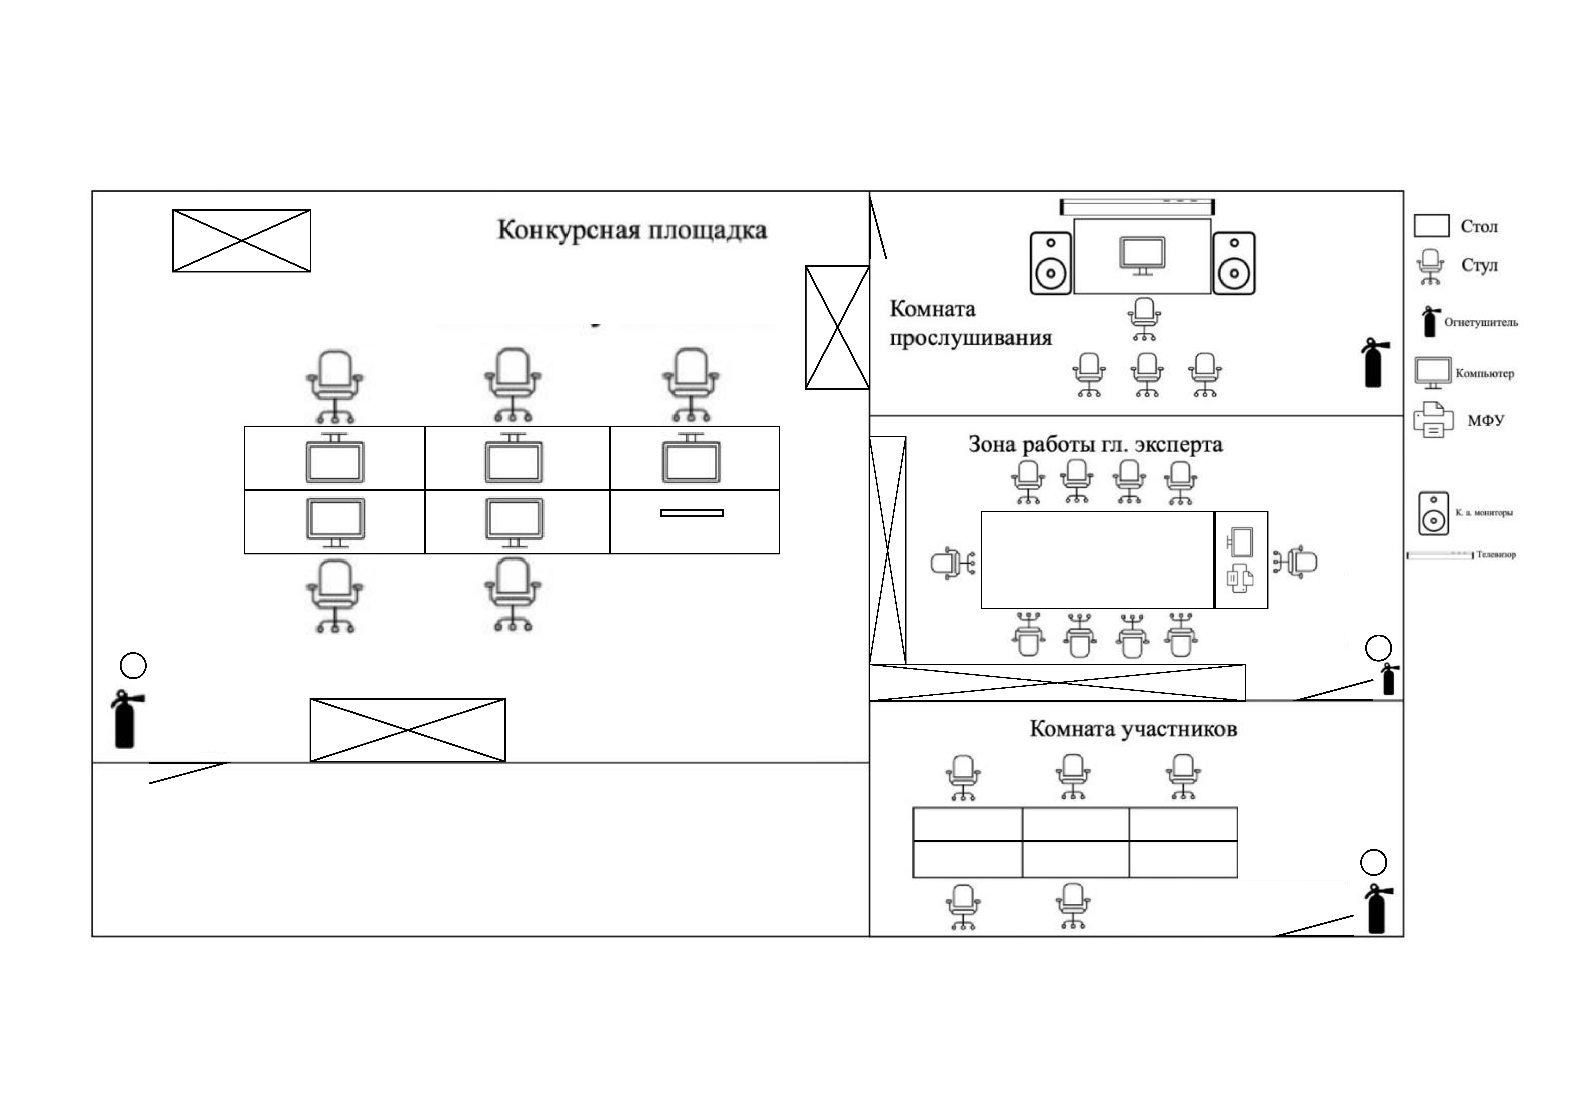 Конкурсная площадка
Комната
прослушивания
Зона работы гл. эксперта
Комната участников
Стол
Стул
Огнетушитель
Компьютер
МФУ
К. а. мониторы
Телевизор